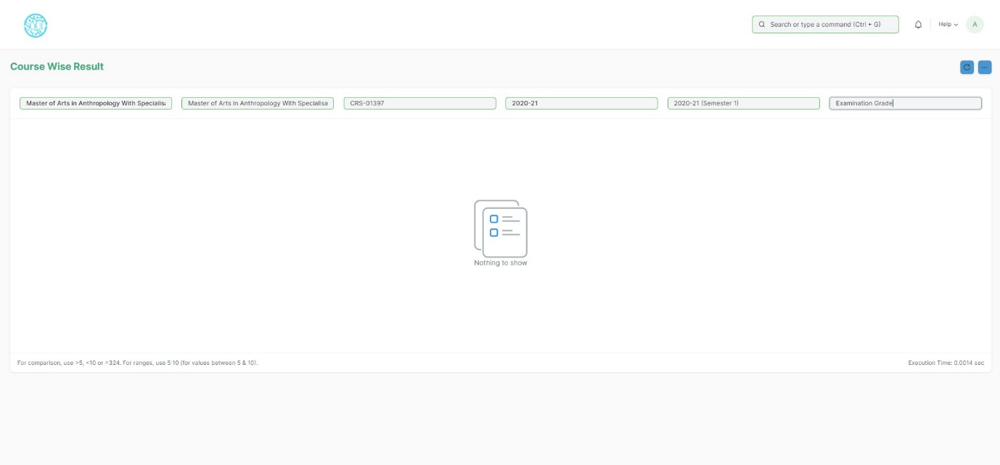 SOUL
Search or type a command (Ctrl + G)
Help
A
Course Wise Result
Master of Arts in Anthropology With Specialisa
Master of Arts in Anthropology With Specialisa
CRS-01397
2020-21
2020-21 (Semester 1)
Examination Grade
Nothing to show
For comparison, use >5, <10 or =324. For ranges, use 5:10 (for values between 5 & 10).
Execution Time: 0.0014 sec